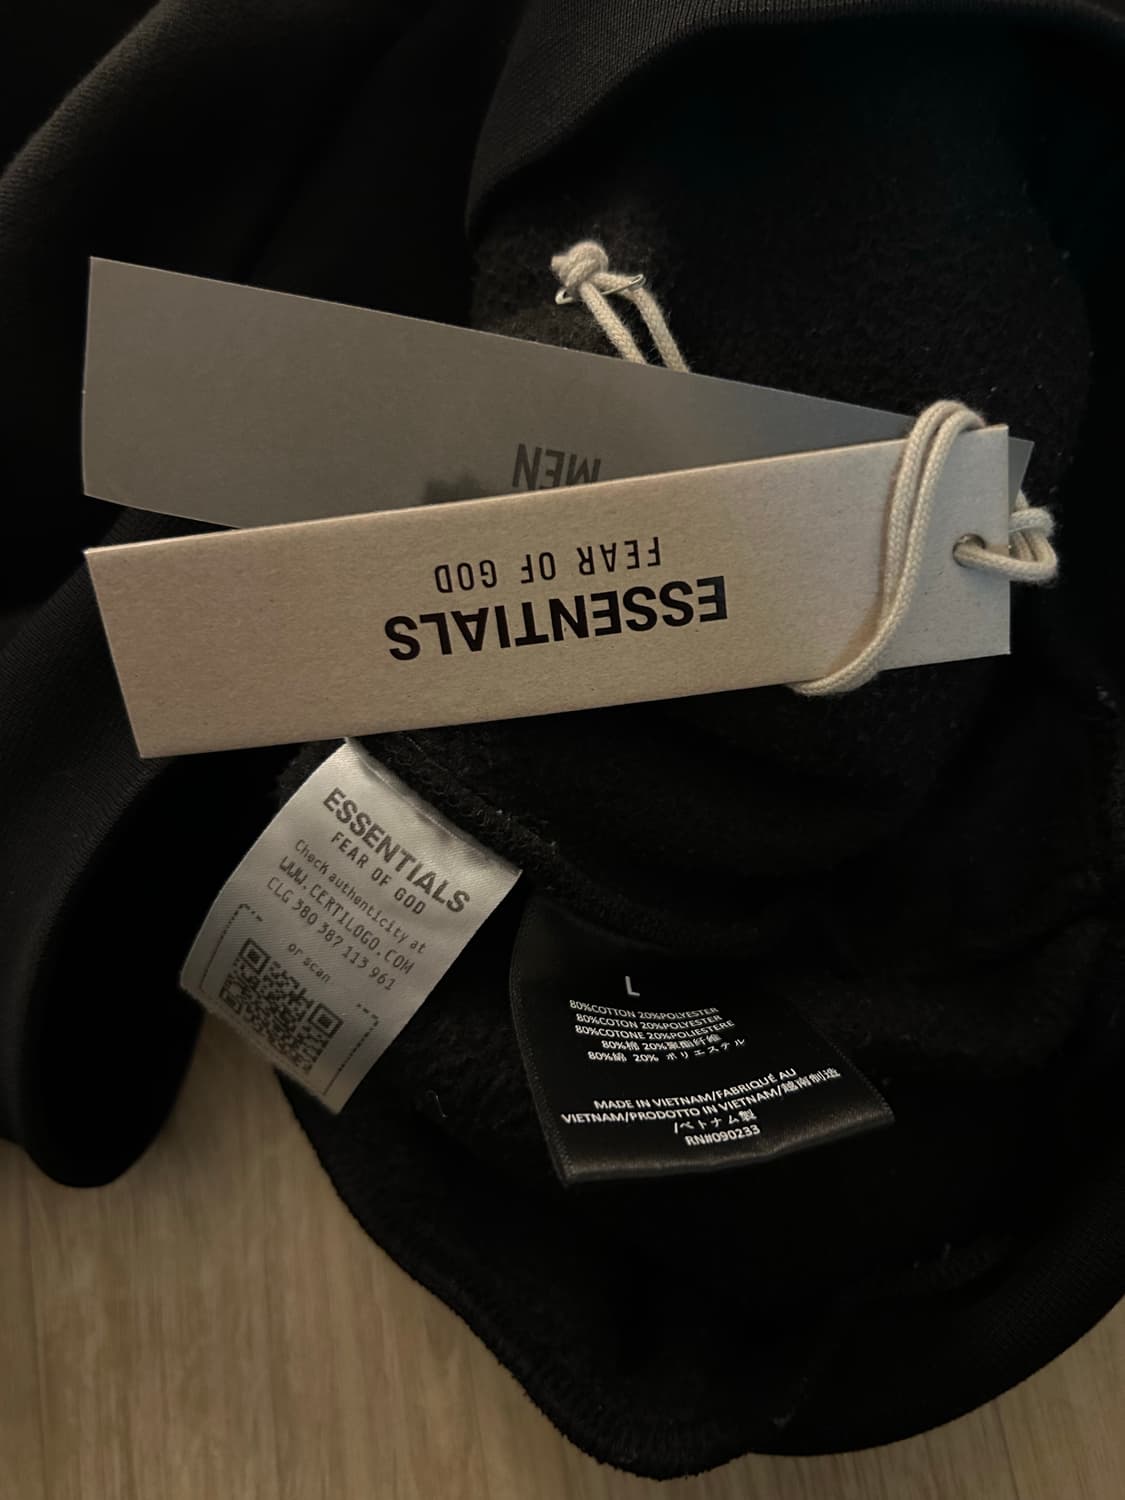 MEN
ESSENTIALS
FEAR OF GOD
ESSENTIALS
FEAR OF GOD
Check authenticity at
WWW.CERTILOGO.COM
CLG 380 387 113 961
or scan
L
80%COTTON 20%POLYESTER
80%COTON 20%POLYESTER
80%COTONE 20%POLIESTERE
80%棉 20%聚酯纤维
80%綿 20% ポリエステル
MADE IN VIETNAM/FABRIQUÉ AU
VIETNAM/PRODOTTO IN VIETNAM/越南制造
/ベトナム製
RN#090233